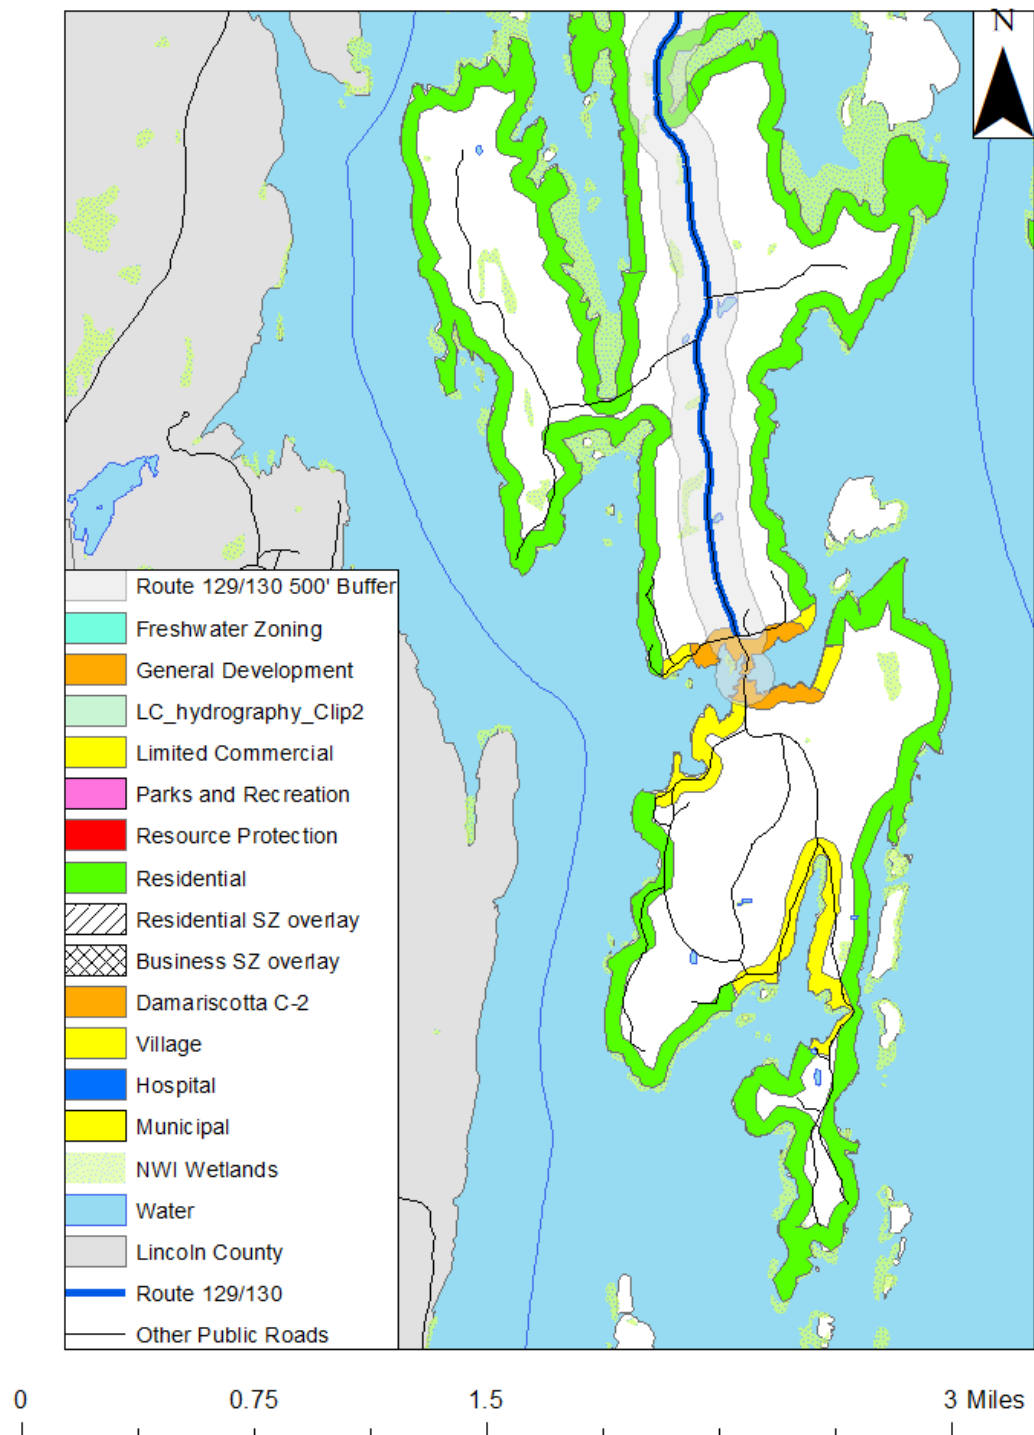 N
Route 129/130 500' Buffer
Freshwater Zoning
General Development
LC_hydrography_Clip2
Limited Commercial
Parks and Recreation
Resource Protection
Residential
Residential SZ overlay
Business SZ overlay
Damariscotta C-2
Village
Hospital
Municipal
NWI Wetlands
Water
Lincoln County
Route 129/130
Other Public Roads
0 0.75 1.5 3 Miles